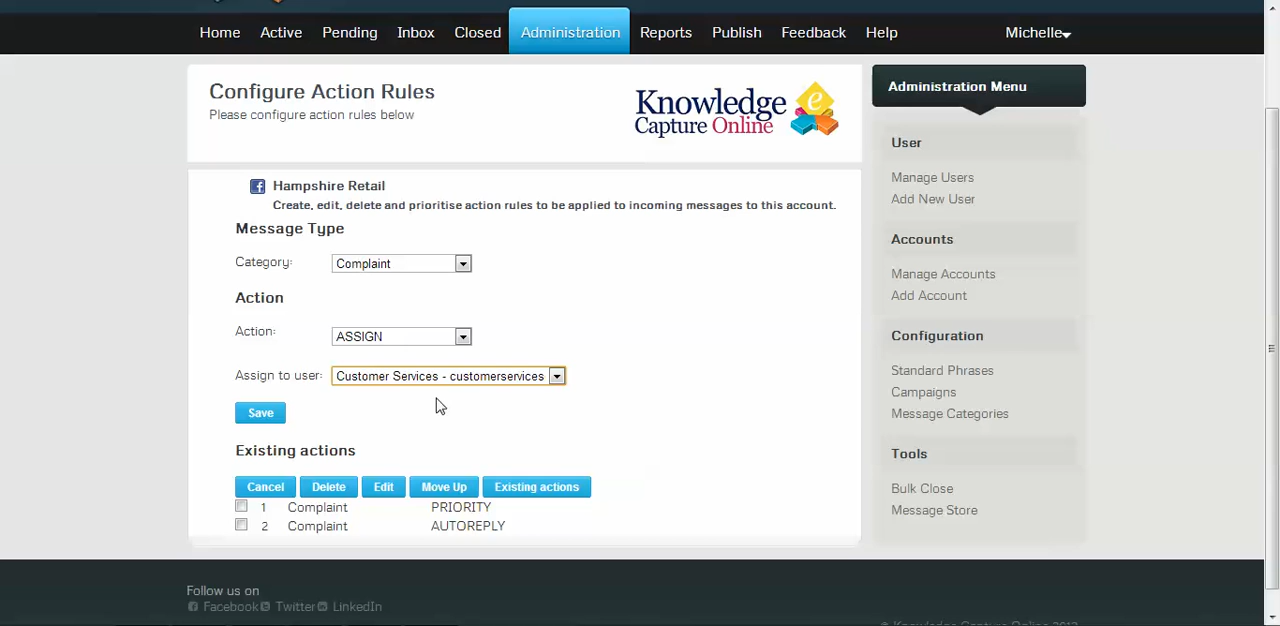 Home Active Pending Inbox Closed Administration Reports Publish Feedback Help Michelle
Configure Action Rules
Please configure action rules below
Knowledge
Capture Online
e
Administration Menu
User
Manage Users
Add New User
Accounts
Manage Accounts
Add Account
Configuration
Standard Phrases
Campaigns
Message Categories
Tools
Bulk Close
Message Store
Hampshire Retail
Create, edit, delete and prioritise action rules to be applied to incoming messages to this account.
Message Type
Category: Complaint
Action
Action: ASSIGN
Assign to user: Customer Services - customerservices
Save
Existing actions
Cancel Delete Edit Move Up Existing actions
1 Complaint PRIORITY
2 Complaint AUTOREPLY
Follow us on
Facebook Twitter LinkedIn
Knowledge Capture Online 2012